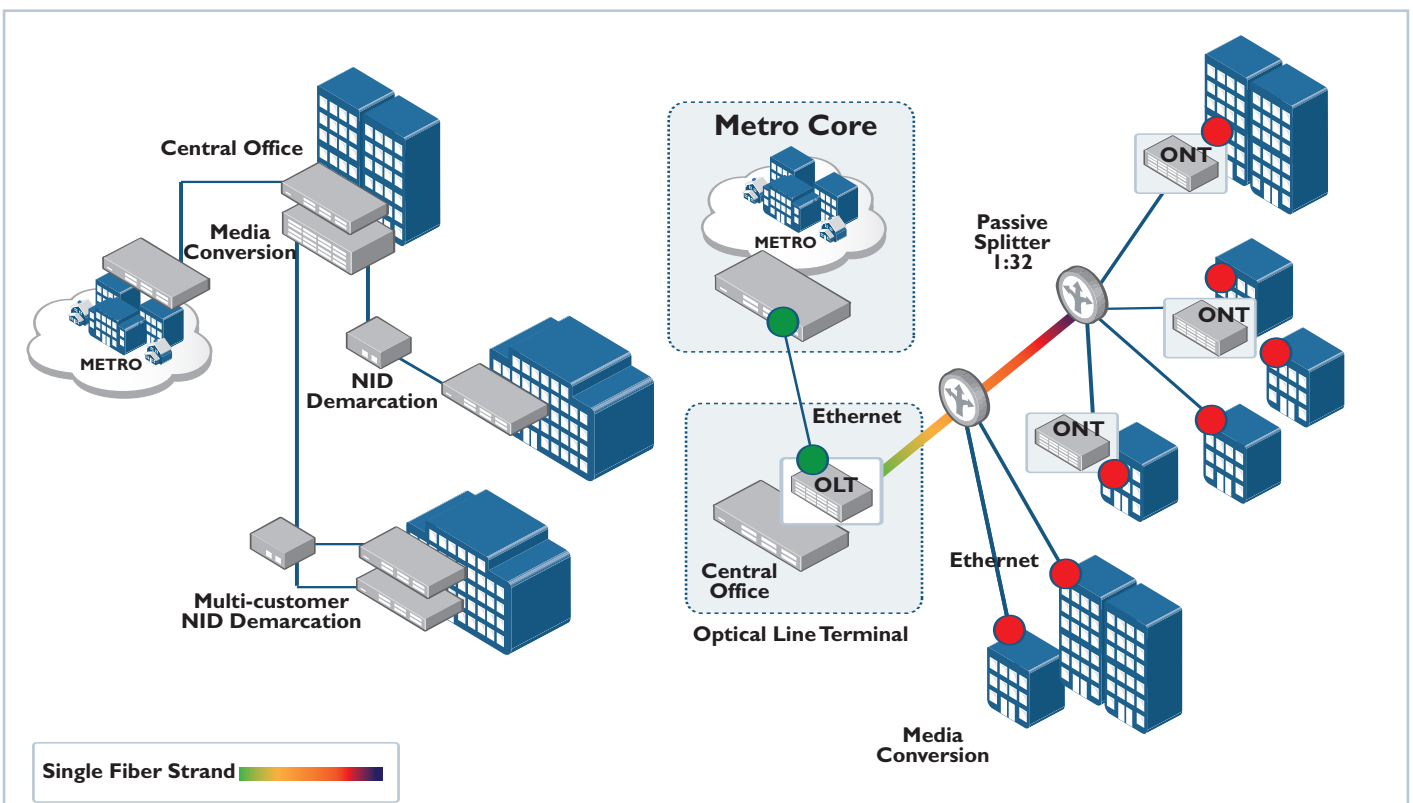 Central Office
Media
Conversion
METRO
NID
Demarcation
Multi-customer
NID Demarcation
Metro Core
METRO
Ethernet
OLT
Central
Office
Optical Line Terminal
Passive
Splitter
1:32
ONT
ONT
ONT
Ethernet
Media
Conversion
Single Fiber Strand